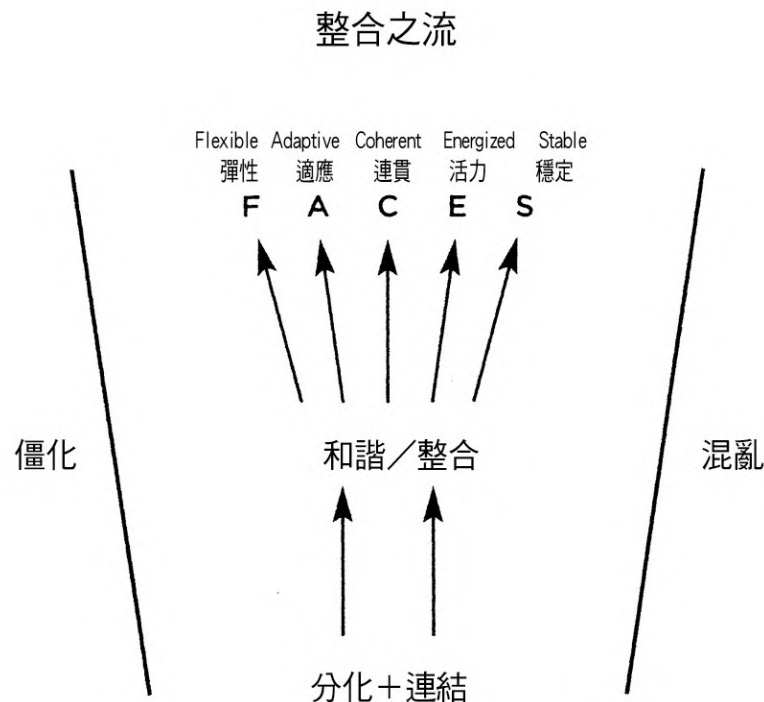 整合之流
Flexible Adaptive Coherent Energized Stable
彈性 適應 連貫 活力 穩定
F A C E S
僵化 和諧／整合 混亂
分化＋連結